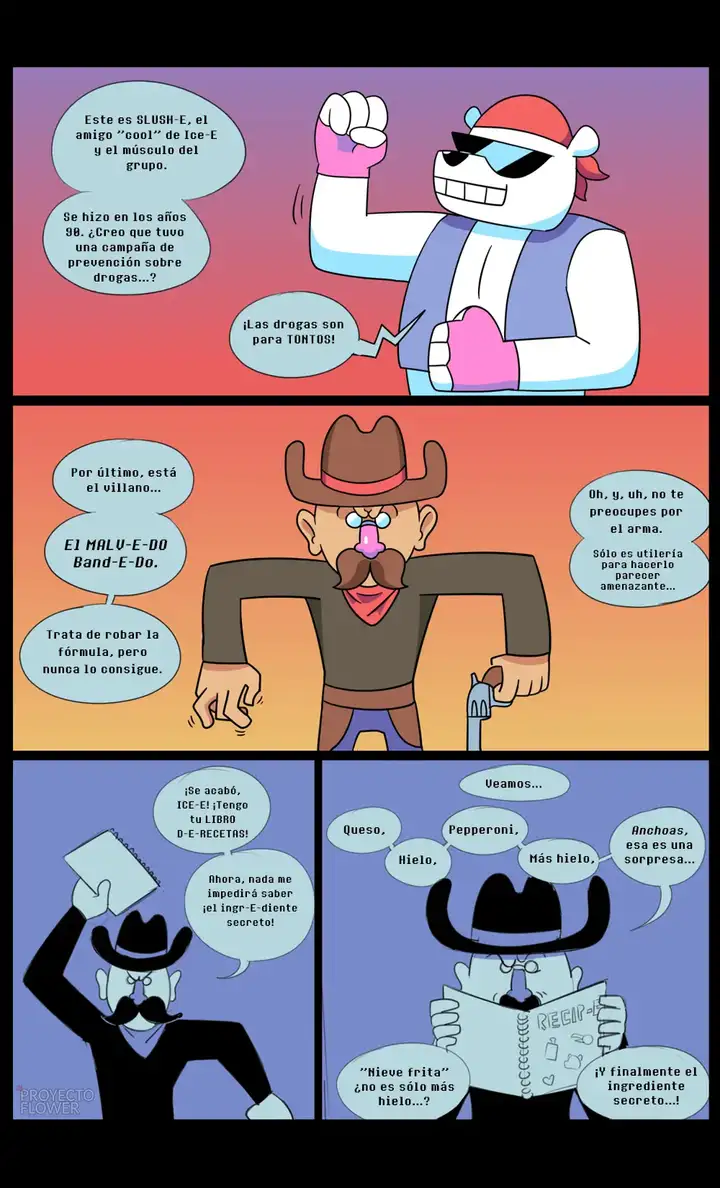 Este es SLUSH-E, el
amigo "cool" de Ice-E
y el músculo del
grupo.
Se hizo en los años
90. ¿Creo que tuvo
una campaña de
prevención sobre
drogas...?
¡Las drogas son
para TONTOS!
Por último, está
el villano...
El MALV-E-DO
Band-E-Do.
Trata de robar la
fórmula, pero
nunca lo consigue.
Oh, y, uh, no te
preocupes por
el arma.
Sólo es utilería
para hacerlo
parecer
amenazante...
¡Se acabó,
ICE-E! ¡Tengo
tu LIBRO
D-E-RECETAS!
Ahora, nada me
impedirá saber
¡el ingr-E-diente
secreto!
PROYECTO
FLOWER
Veamos...
Queso,
Hielo,
Pepperoni,
Más hielo,
Anchoas,
esa es una
sorpresa...
RECIP-E
"Nieve frita"
¿no es sólo más
hielo...?
¡Y finalmente el
ingrediente
secreto...!